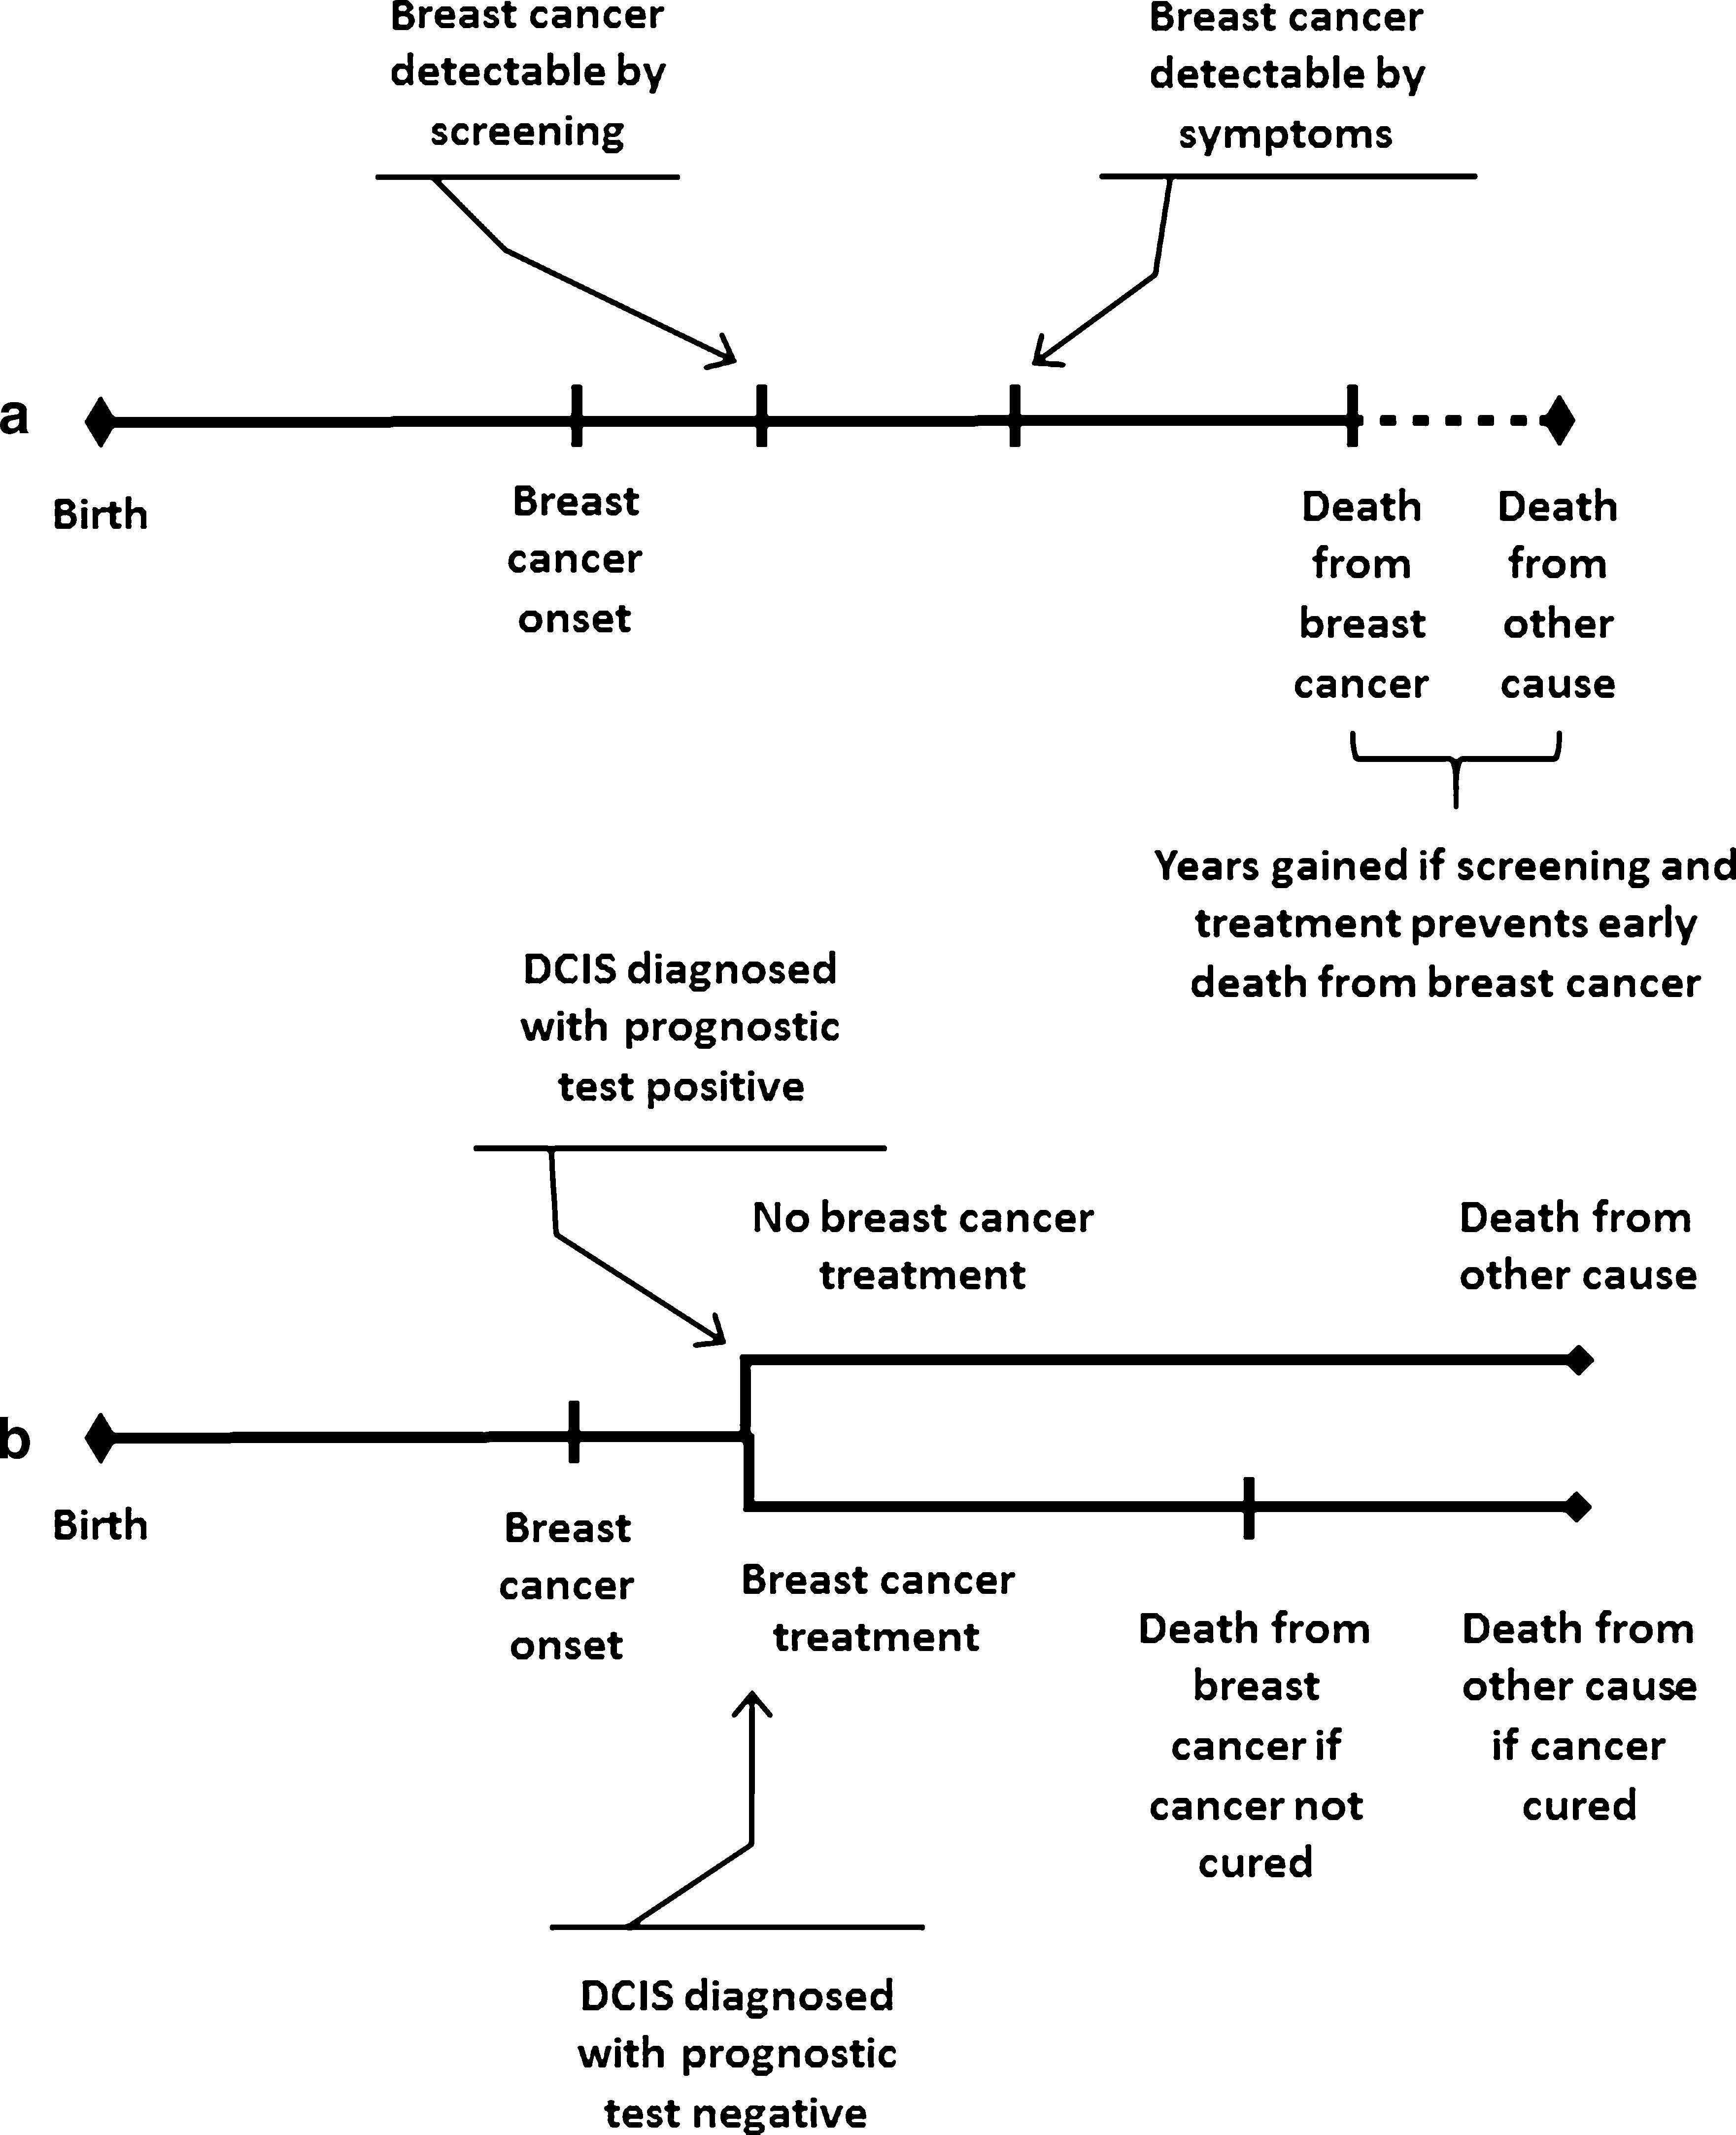 Breast cancer
detectable by
screening
Breast cancer
detectable by
symptoms
a
Birth
Breast
cancer
onset
Death
from
breast
cancer
Death
from
other
cause
Years gained if screening and
treatment prevents early
death from breast cancer
DCIS diagnosed
with prognostic
test positive
No breast cancer
treatment
Death from
other cause
b
Birth
Breast
cancer
onset
Breast cancer
treatment
Death from
breast
cancer if
cancer not
cured
Death from
other cause
if cancer
cured
DCIS diagnosed
with prognostic
test negative